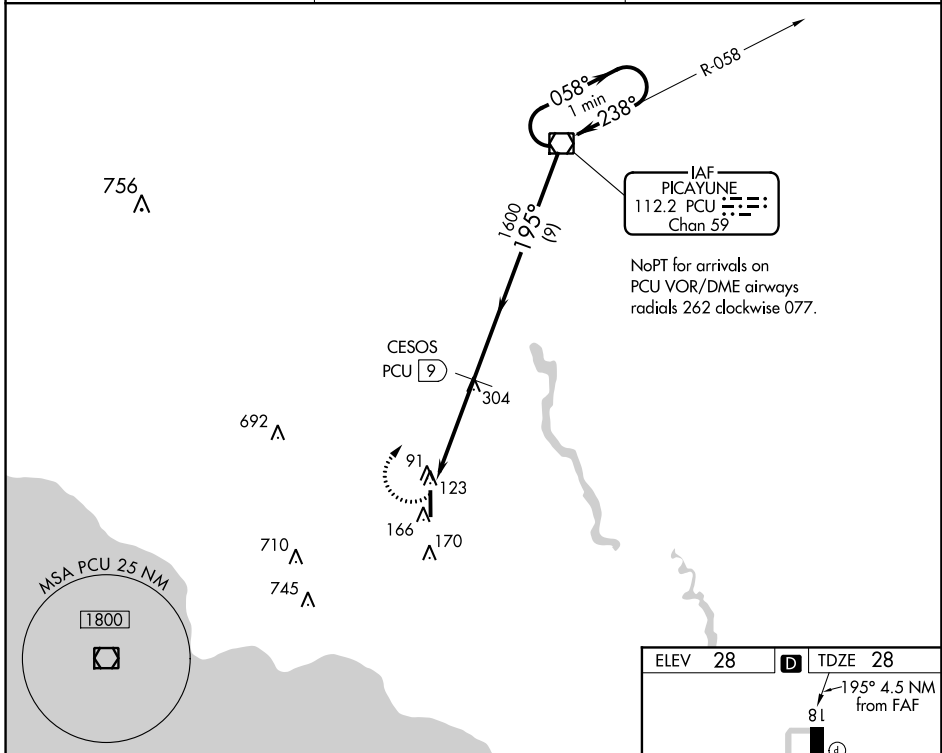 R-058
058°
1 min
238°
IAF
PICAYUNE
112.2 PCU
Chan 59
756
1600
195°
(9)
NoPT for arrivals on
PCU VOR/DME airways
radials 262 clockwise 077.
CESOS
PCU 9
304
692
91
123
166
170
710
745
MSA PCU 25 NM
1800
ELEV 28 D TDZE 28
195° 4.5 NM
from FAF
18
d